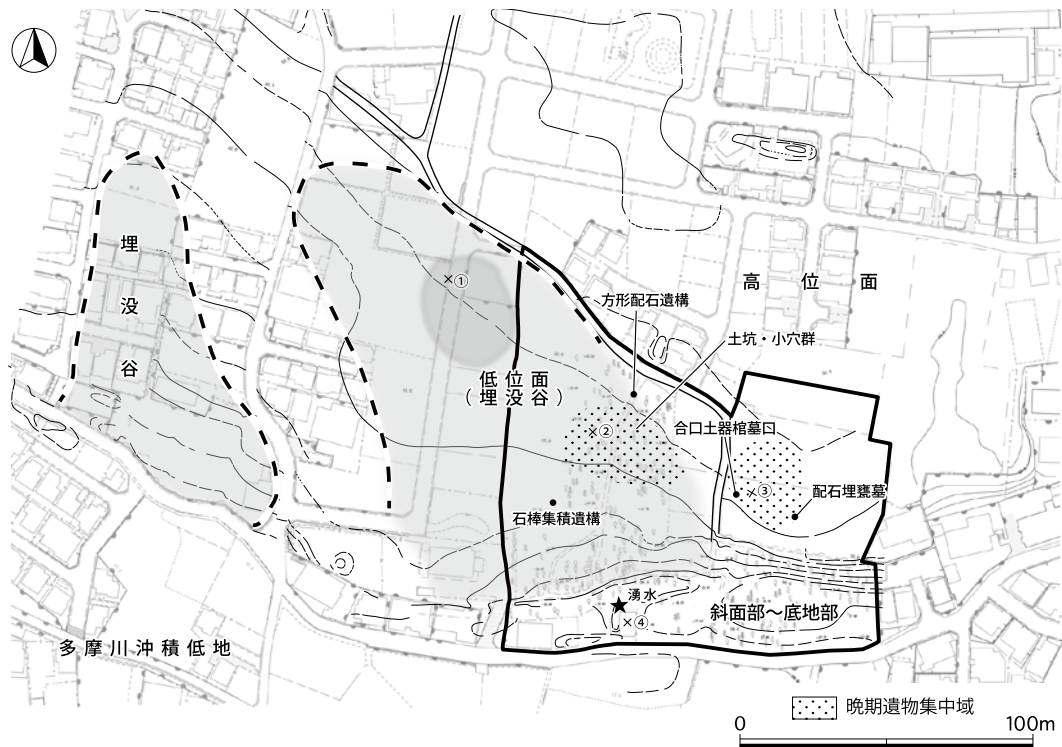 埋没谷
×①
高位面
方形配石遺構
土坑・小穴群
低位面
（埋没谷）
×②
合口土器棺墓
×③
配石埋甕墓
石棒集積遺構
湧水
×④
斜面部～底地部
多摩川沖積低地
晩期遺物集中域
0
100m